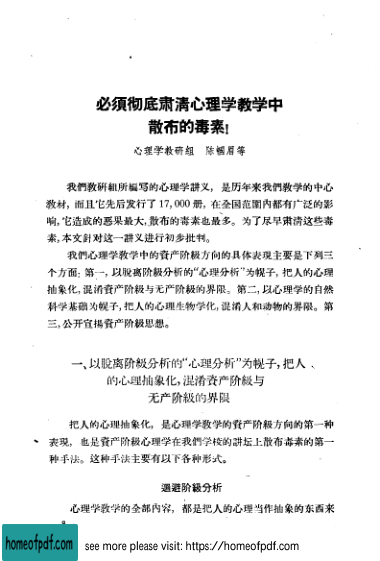 必須彻底肃清心理学教学中
散布的毒素!
心理学教研組 陈幗眉等
我們教研組所編写的心理学講义，是历年来我們教学的中心
教材，而且它先后发行了 17,000 册，在全国范圍内都有广泛的影
响，它造成的恶果最大，散布的毒素也最多。为了尽早肃清这些毒
素，本文針对这一講义进行初步批判。
我們心理学教学中的資产阶級方向的具体表现主要是下列三
个方面：第一，以脱离阶級分析的“心理分析”为幌子，把人的心理
抽象化，混淆資产阶級与无产阶級的界限。第二，以心理学的自然
科学基础为幌子，把人的心理生物学化，混淆人和动物的界限。第
三，公开宣揚資产阶級思想。
一、以脱离阶級分析的“心理分析”为幌子，把人
的心理抽象化，混淆資产阶級与
无产阶級的界限
把人的心理抽象化，是心理学教学的資产阶級方向的第一种
表现，也是資产阶級心理学在我們学校的講坛上散布毒素的第一
种手法。这种手法主要有以下各种形式。
迴避阶級分析
心理学教学的全部内容，都是把人的心理当作抽象的东西来
homeofpdf.com
see more please visit: https://homeofpdf.com